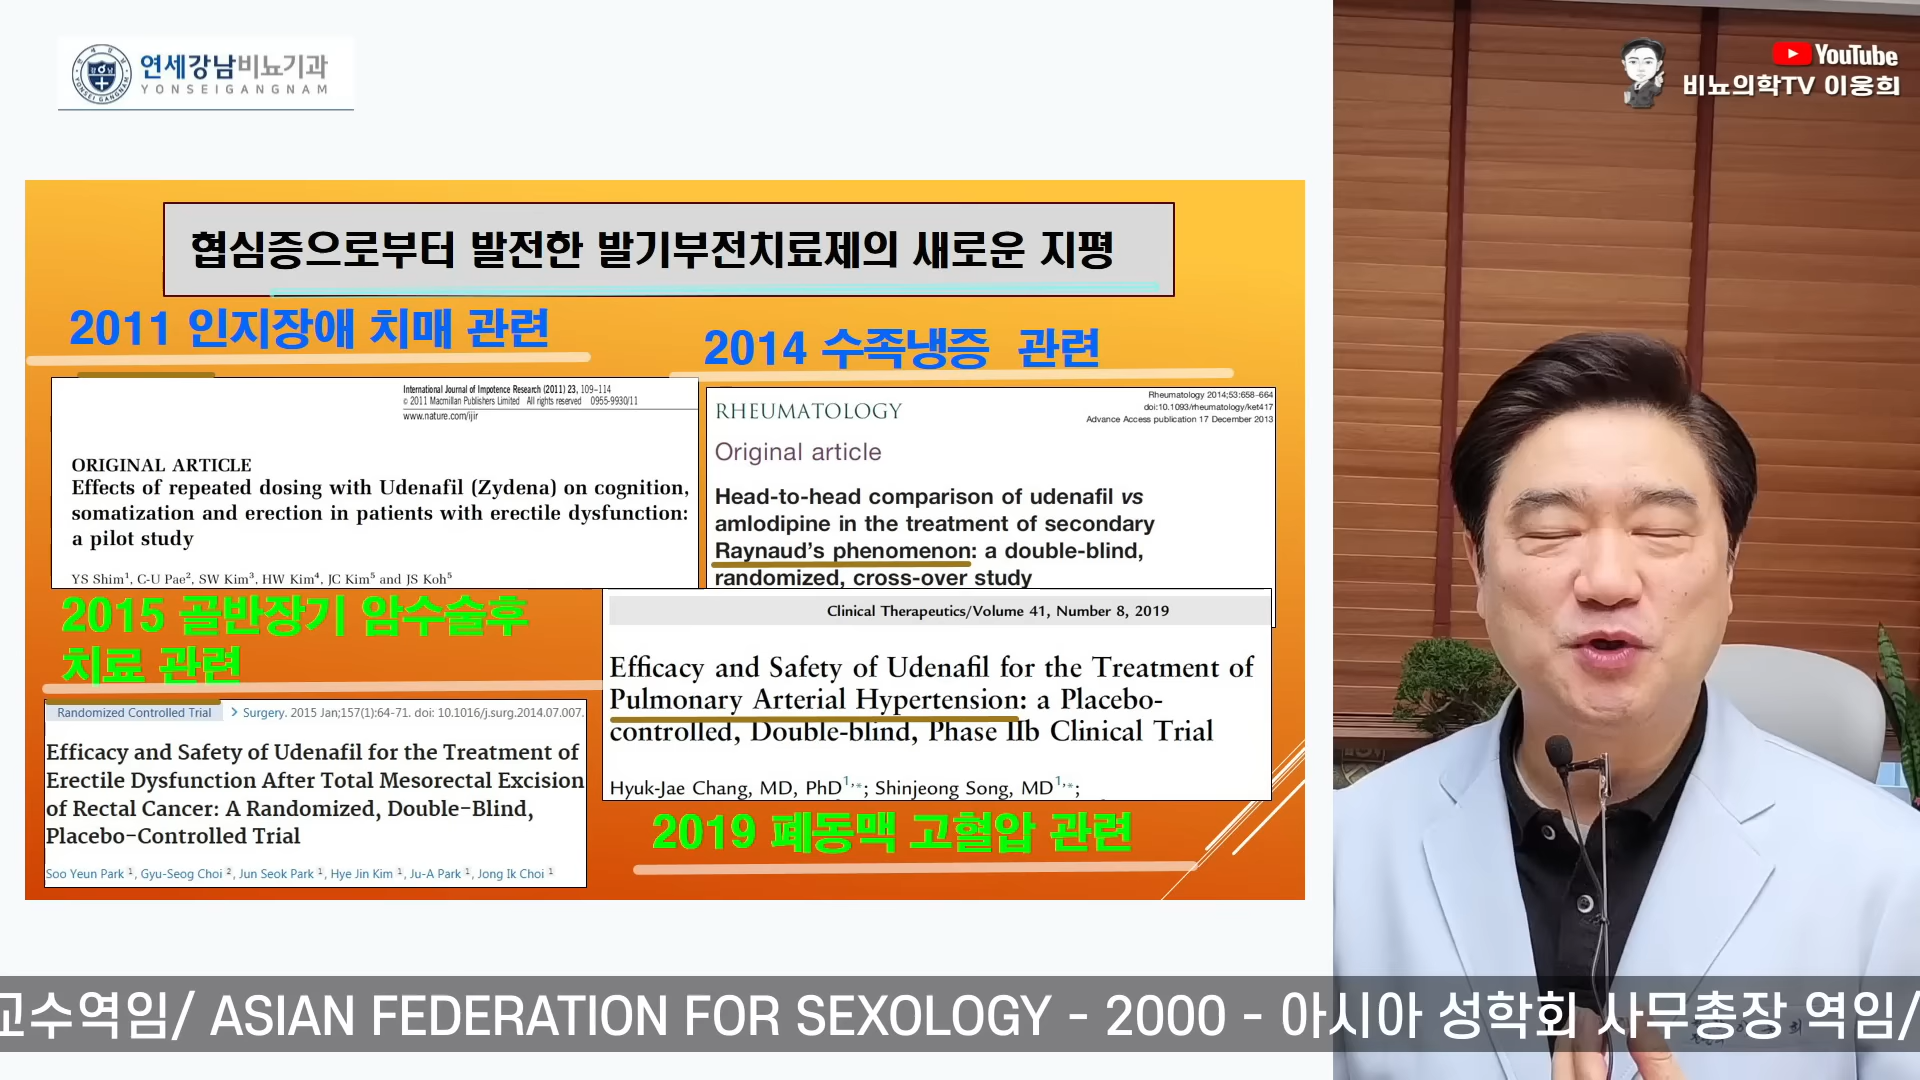 연세강남비뇨기과
YONSEIGANGNAM
YouTube
비뇨의학TV 이웅희
협심증으로부터 발전한 발기부전치료제의 새로운 지평
2011 인지장애 치매 관련
International Journal of Impotence Research (2011) 23, 109–114
© 2011 Macmillan Publishers Limited All rights reserved 0955-9930/11
www.nature.com/ijir
ORIGINAL ARTICLE
Effects of repeated dosing with Udenafil (Zydena) on cognition,
somatization and erection in patients with erectile dysfunction:
a pilot study
YS Shim1, C-U Pae2, SW Kim3, HW Kim4, JC Kim5 and JS Koh5
2014 수족냉증 관련
RHEUMATOLOGY
Rheumatology 2014;53:658–664
doi:10.1093/rheumatology/ket417
Advance Access publication 17 December 2013
Original article
Head-to-head comparison of udenafil vs
amlodipine in the treatment of secondary
Raynaud's phenomenon: a double-blind,
randomized, cross-over study
2015 골반장기 암수술후
치료 관련
Randomized Controlled Trial > Surgery. 2015 Jan;157(1):64-71. doi: 10.1016/j.surg.2014.07.007.
Efficacy and Safety of Udenafil for the Treatment of
Erectile Dysfunction After Total Mesorectal Excision
of Rectal Cancer: A Randomized, Double-Blind,
Placebo-Controlled Trial
Soo Yeun Park 1, Gyu-Seog Choi 2, Jun Seok Park 1, Hye Jin Kim 1, Ju-A Park 1, Jong Ik Choi 1
Clinical Therapeutics/Volume 41, Number 8, 2019
Efficacy and Safety of Udenafil for the Treatment of
Pulmonary Arterial Hypertension: a Placebo-
controlled, Double-blind, Phase IIb Clinical Trial
Hyuk-Jae Chang, MD, PhD1,*; Shinjeong Song, MD1,*;
2019 폐동맥 고혈압 관련
교수역임/ ASIAN FEDERATION FOR SEXOLOGY - 2000 - 아시아 성학회 사무총장 역임/